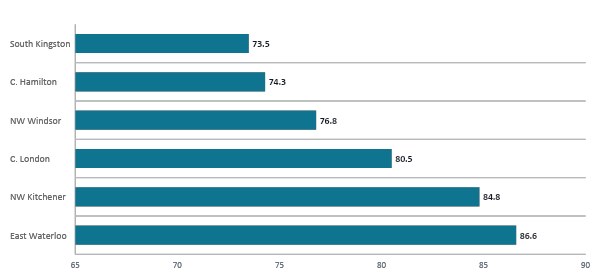 South Kingston 73.5
C. Hamilton 74.3
NW Windsor 76.8
C. London 80.5
NW Kitchener 84.8
East Waterloo 86.6
65 70 75 80 85 90